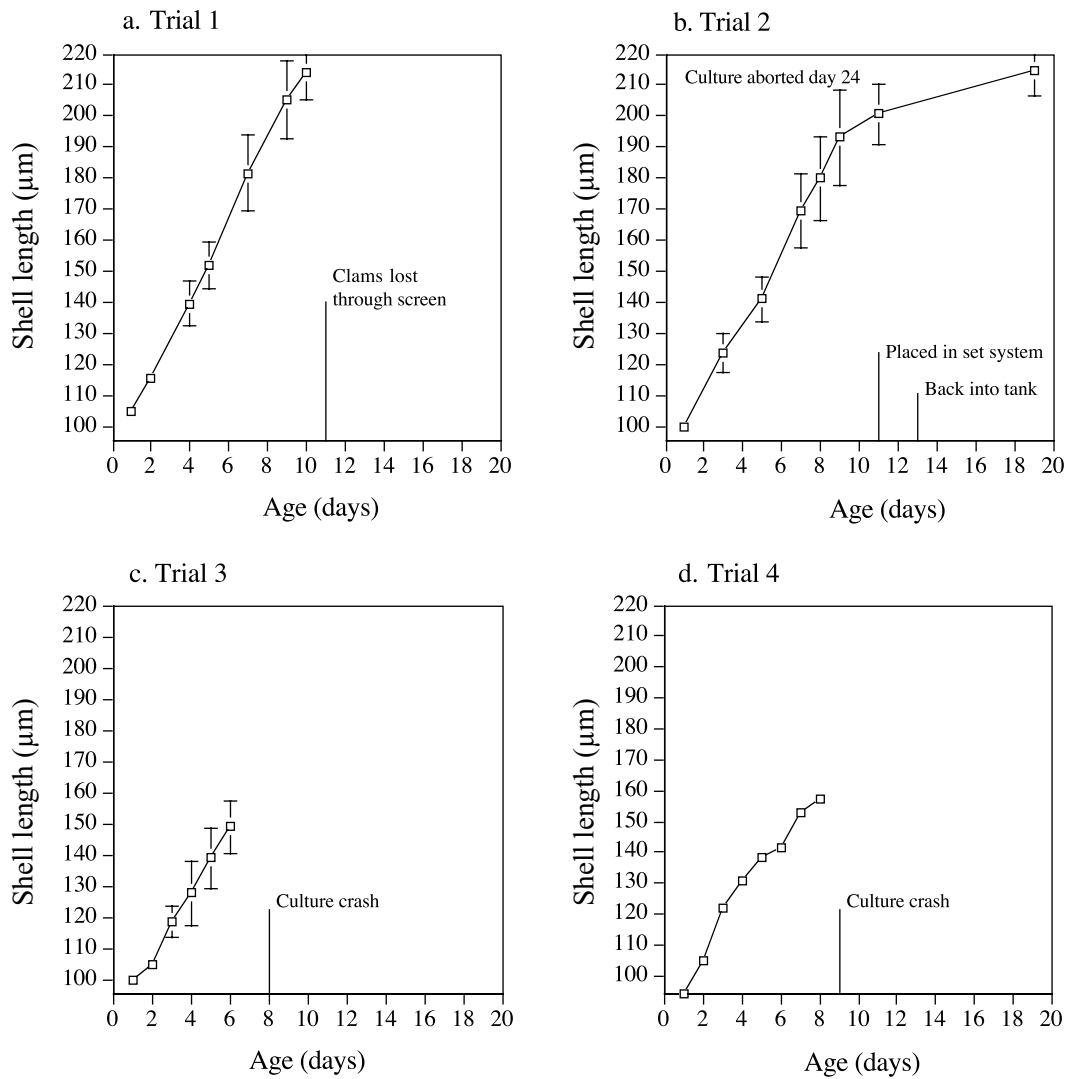 a. Trial 1
220
210
200
190
180
170
160
150
140
130
120
110
100
Shell length (µm)
Clams lost
through screen
0 2 4 6 8 10 12 14 16 18 20
Age (days)
b. Trial 2
220
210
200
190
180
170
160
150
140
130
120
110
100
Shell length (µm)
Culture aborted day 24
Placed in set system
Back into tank
0 2 4 6 8 10 12 14 16 18 20
Age (days)
c. Trial 3
220
210
200
190
180
170
160
150
140
130
120
110
100
Shell length (µm)
Culture crash
0 2 4 6 8 10 12 14 16 18 20
Age (days)
d. Trial 4
220
210
200
190
180
170
160
150
140
130
120
110
100
Shell length (µm)
Culture crash
0 2 4 6 8 10 12 14 16 18 20
Age (days)